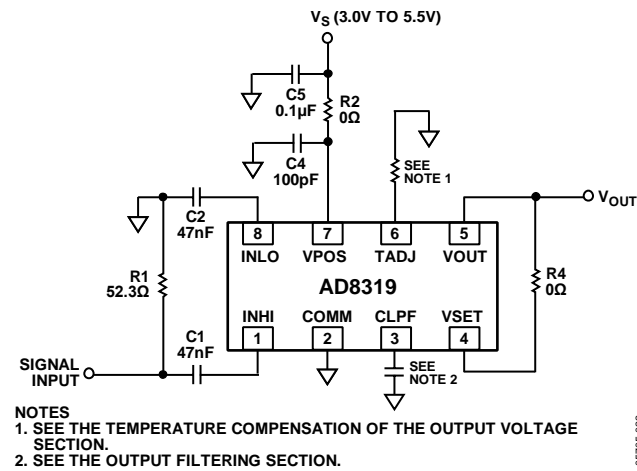 VS (3.0V TO 5.5V)
C5
0.1µF
R2
0Ω
C4
100pF
SEE
NOTE 1
VOUT
C2
47nF
8
7
6
5
INLO
VPOS
TADJ
VOUT
R1
52.3Ω
AD8319
R4
0Ω
INHI
COMM
CLPF
VSET
C1
47nF
1
2
3
4
SIGNAL
INPUT
SEE
NOTE 2
NOTES
1. SEE THE TEMPERATURE COMPENSATION OF THE OUTPUT VOLTAGE
SECTION.
2. SEE THE OUTPUT FILTERING SECTION.